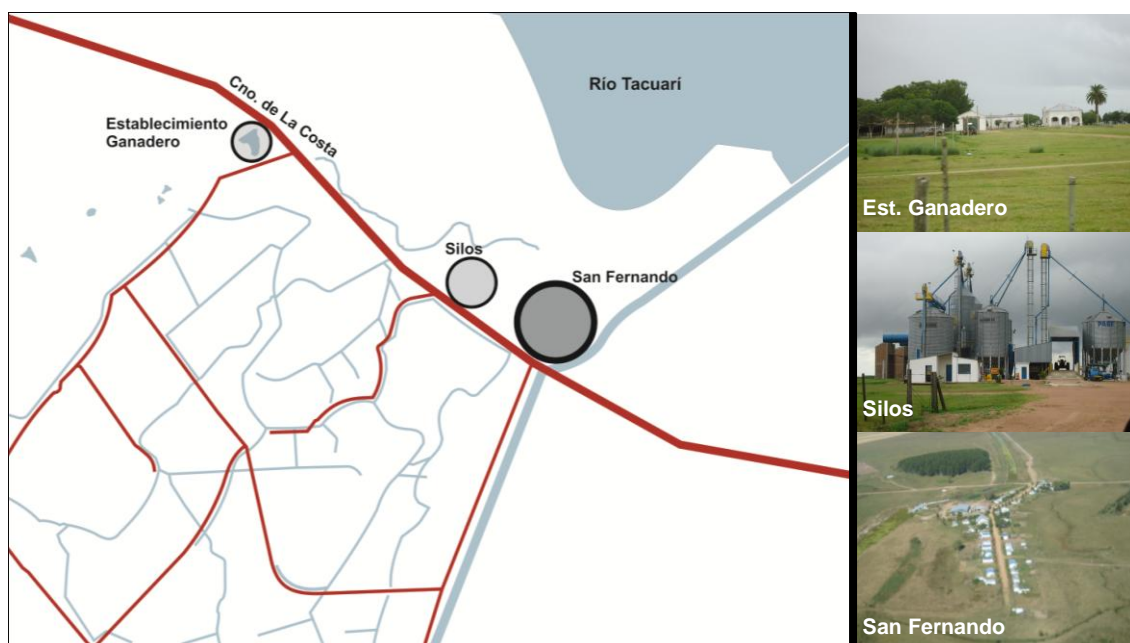 Río Tacuarí
Cno. de La Costa
Establecimiento
Ganadero
Silos
San Fernando
Est. Ganadero
Silos
San Fernando